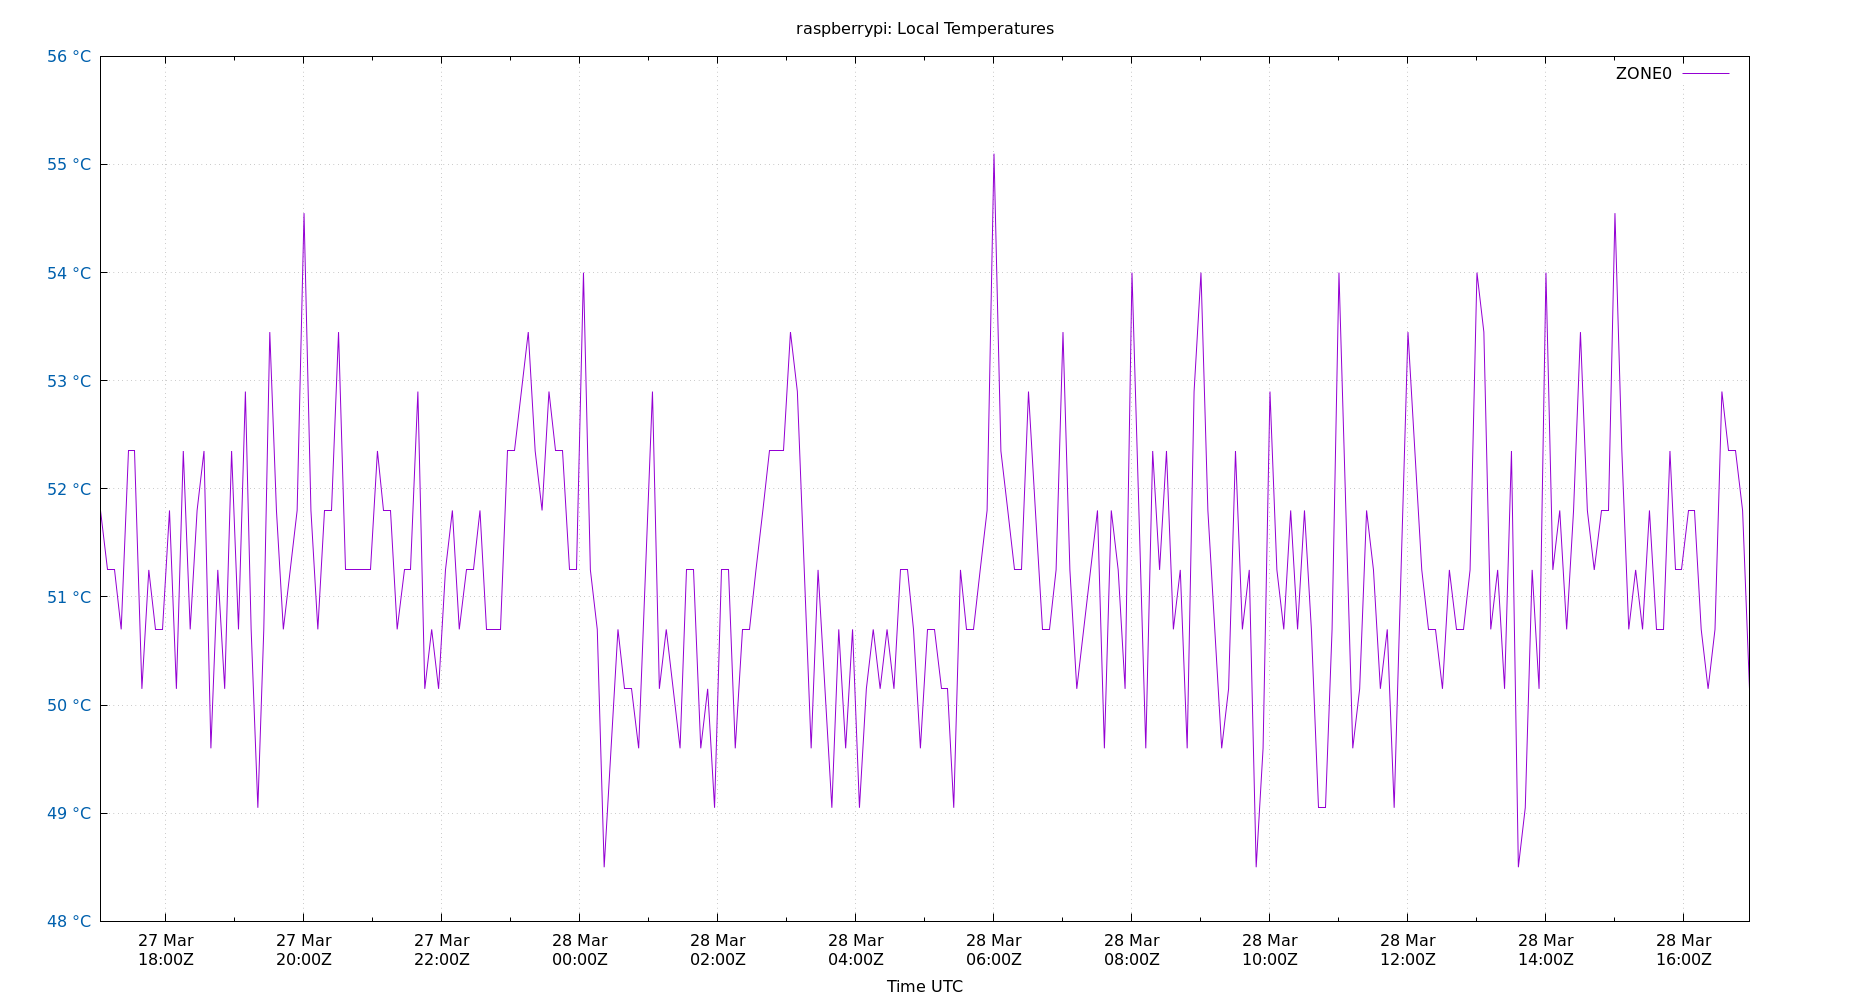 raspberrypi: Local Temperatures
56 °C
55 °C
54 °C
53 °C
52 °C
51 °C
50 °C
49 °C
48 °C
ZONE0
27 Mar 27 Mar 27 Mar 28 Mar 28 Mar 28 Mar 28 Mar 28 Mar 28 Mar 28 Mar 28 Mar 28 Mar
18:00Z 20:00Z 22:00Z 00:00Z 02:00Z 04:00Z 06:00Z 08:00Z 10:00Z 12:00Z 14:00Z 16:00Z
Time UTC